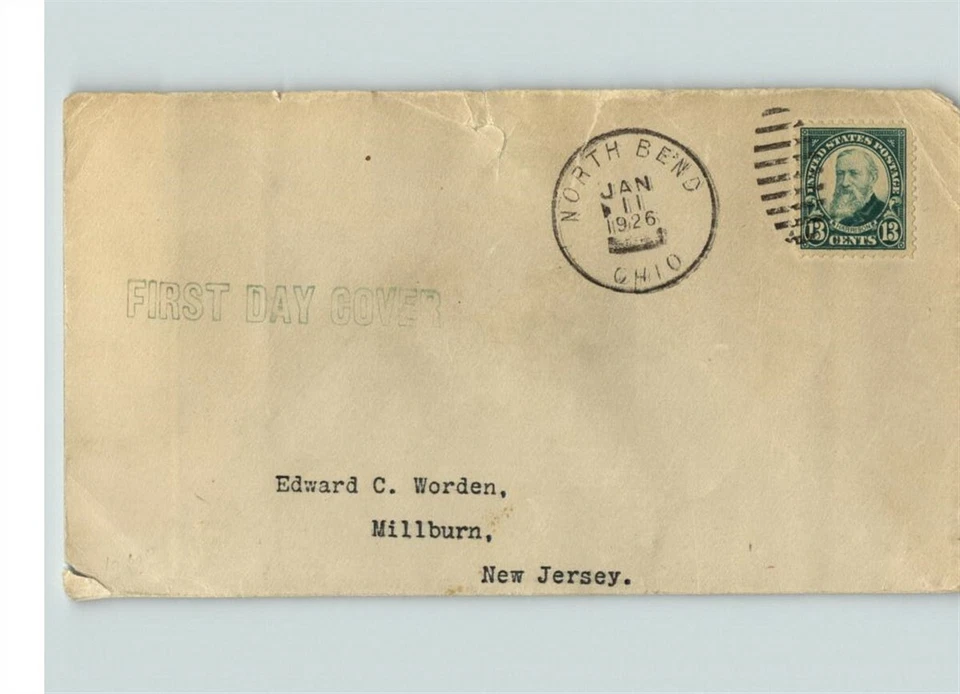 NORTH BEND
JAN
11
1926
OHIO
UNITED STATES POSTAGE
HARRISON
13 CENTS 13
FIRST DAY COVER
Edward C. Worden,
Millburn,
New Jersey.